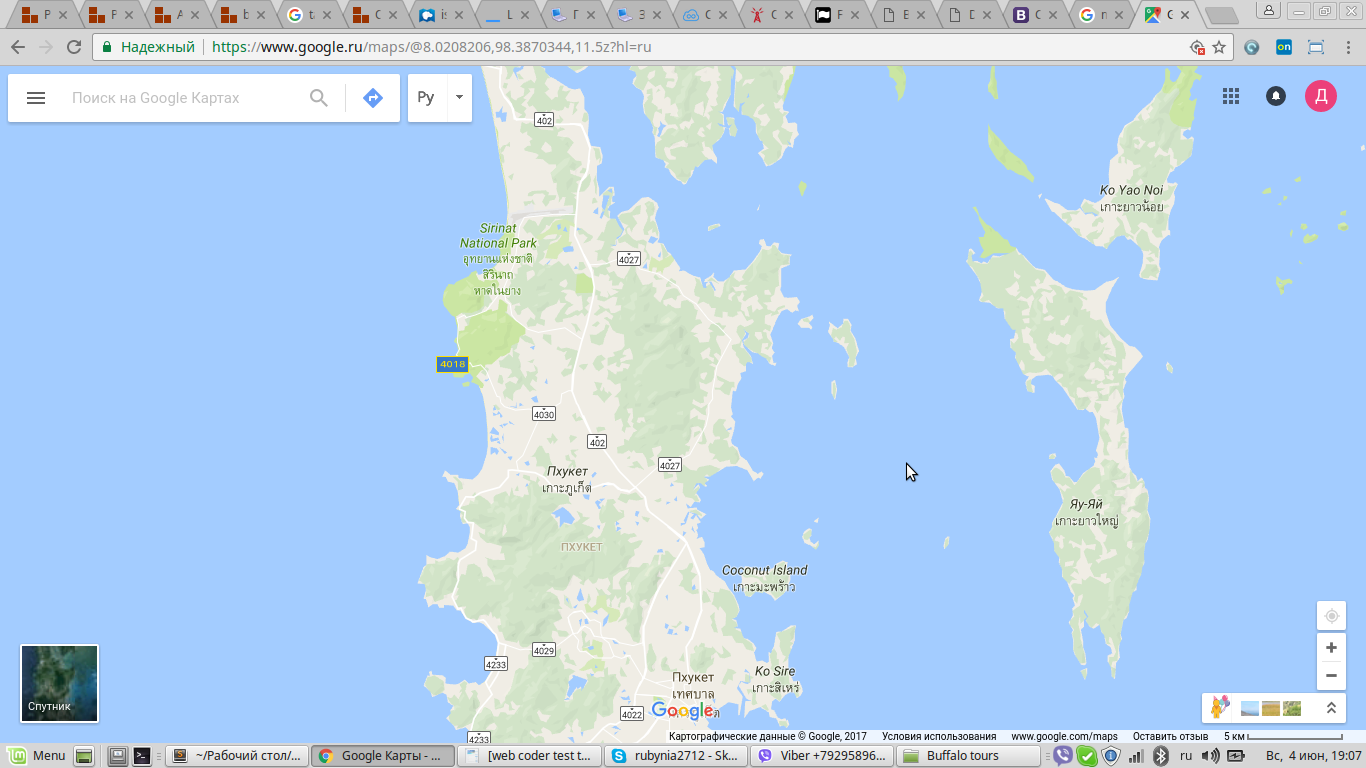 Надежный
https://www.google.ru/maps/@8.0208206,98.3870344,11.5z?hl=ru
Поиск на Google Картах
Ру
Д
402
Ko Yao Noi
เกาะยาวน้อย
Sirinat
National Park
อุทยานแห่งชาติ
สิรินาถ
หาดในยาง
4027
4018
4030
402
4027
Пхукет
เกาะภูเก็ต
Яу-Яй
เกาะยาวใหญ่
ПХУКЕТ
Coconut Island
เกาะมะพร้าว
4029
4233
Ko Sire
เกาะสิเหร่
Пхукет
เทศบาล
4022
Google
4233
Спутник
Картографические данные © Google, 2017
Условия использования
www.google.com/maps
Оставить отзыв
5 км
Menu
~/Рабочий стол/...
Google Карты - ...
[web coder test t...
rubynia2712 - Sk...
Viber +79295896...
Buffalo tours
ru
Вс, 4 июн, 19:07